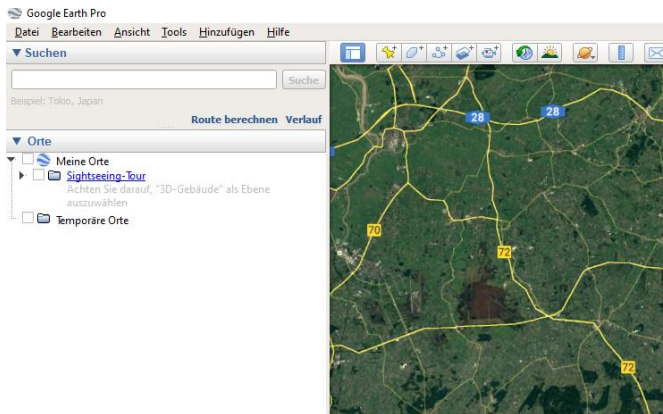 Google Earth Pro
Datei Bearbeiten Ansicht Tools Hinzufügen Hilfe
Suchen
Suche
Beispiel: Tokio, Japan
Route berechnen Verlauf
Orte
Meine Orte
Sightseeing-Tour
Achten Sie darauf, "3D-Gebäude" als Ebene
auszuwählen
Temporäre Orte
28
28
70
72
72